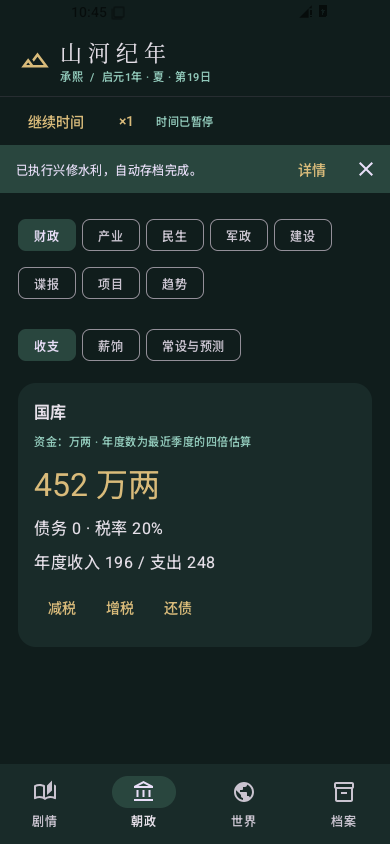 10:45
山河纪年
承熙 / 启元1年 · 夏 · 第19日
继续时间 ×1 时间已暂停
已执行兴修水利，自动存档完成。 详情
财政 产业 民生 军政 建设
谍报 项目 趋势
收支 薪饷 常设与预测
国库
资金：万两 · 年度数为最近季度的四倍估算
452 万两
债务 0 · 税率 20%
年度收入 196 / 支出 248
减税 增税 还债
剧情 朝政 世界 档案